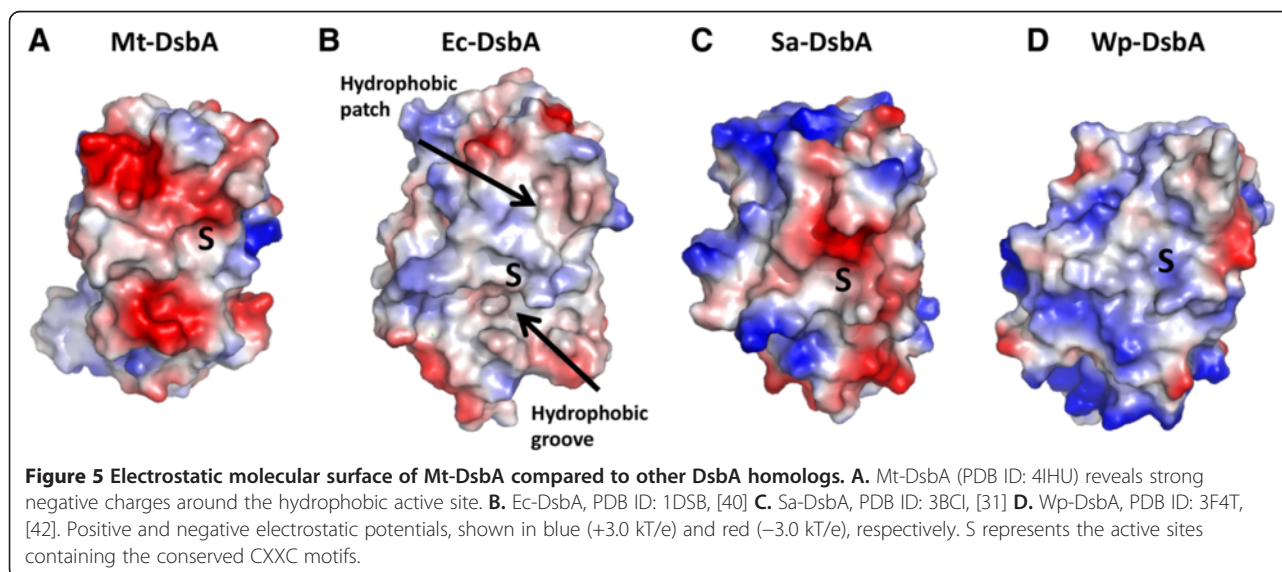 A Mt-DsbA
B Ec-DsbA
C Sa-DsbA
D Wp-DsbA
Hydrophobic
patch
S
S
S
S
Hydrophobic
groove
Figure 5 Electrostatic molecular surface of Mt-DsbA compared to other DsbA homologs. A. Mt-DsbA (PDB ID: 4IHU) reveals strong
negative charges around the hydrophobic active site. B. Ec-DsbA, PDB ID: 1DSB, [40] C. Sa-DsbA, PDB ID: 3BCI, [31] D. Wp-DsbA, PDB ID: 3F4T,
[42]. Positive and negative electrostatic potentials, shown in blue (+3.0 kT/e) and red (−3.0 kT/e), respectively. S represents the active sites
containing the conserved CXXC motifs.